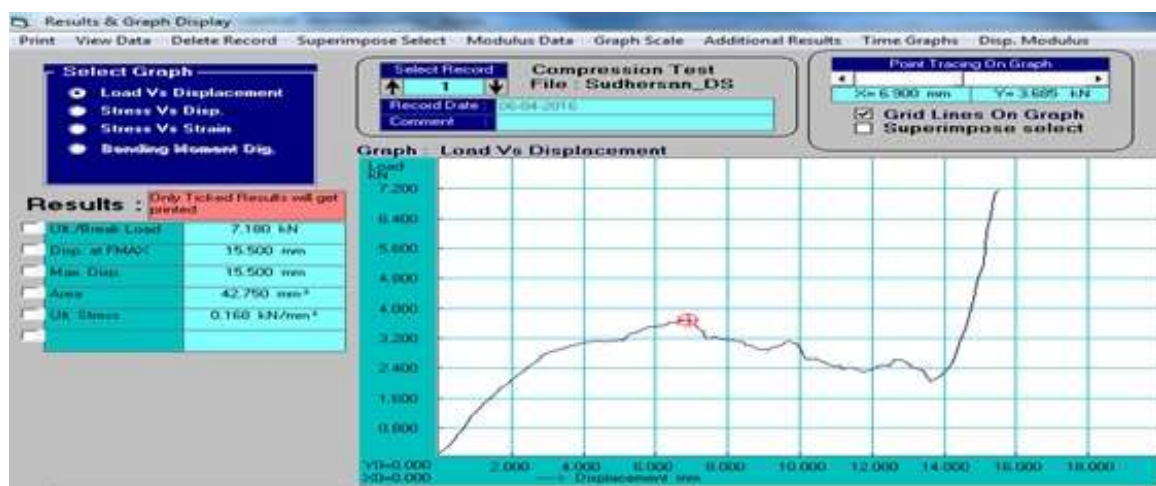 Results & Graph Display
Print View Data Delete Record Superimpose Select Modulus Data Graph Scale Additional Results Time Graphs Disp. Modulus
Select Graph
Load Vs Displacement
Stress Vs Disp.
Stress Vs Strain
Bending Moment Dig.
Select Record
1
Compression Test
File : Sudhorsan_DS
Record Date : 06-04-2016
Comment :
Point Tracing On Graph
X= 6.900 mm Y= 3.685 kN
Grid Lines On Graph
Superimpose select
Results : Only Ticked Results will get printed
Ult./Break Load 7.180 kN
Disp. at FMAX 15.500 mm
Max. Disp. 15.500 mm
Area 42.750 mm²
Ult. Stress 0.168 kN/mm²
Graph : Load Vs Displacement
Load
kN
7.200
6.400
5.600
4.800
4.000
3.200
2.400
1.600
0.800
Y0=0.000
X0=0.000
2.000 4.000 6.000 8.000 10.000 12.000 14.000 16.000 18.000
Displacement mm